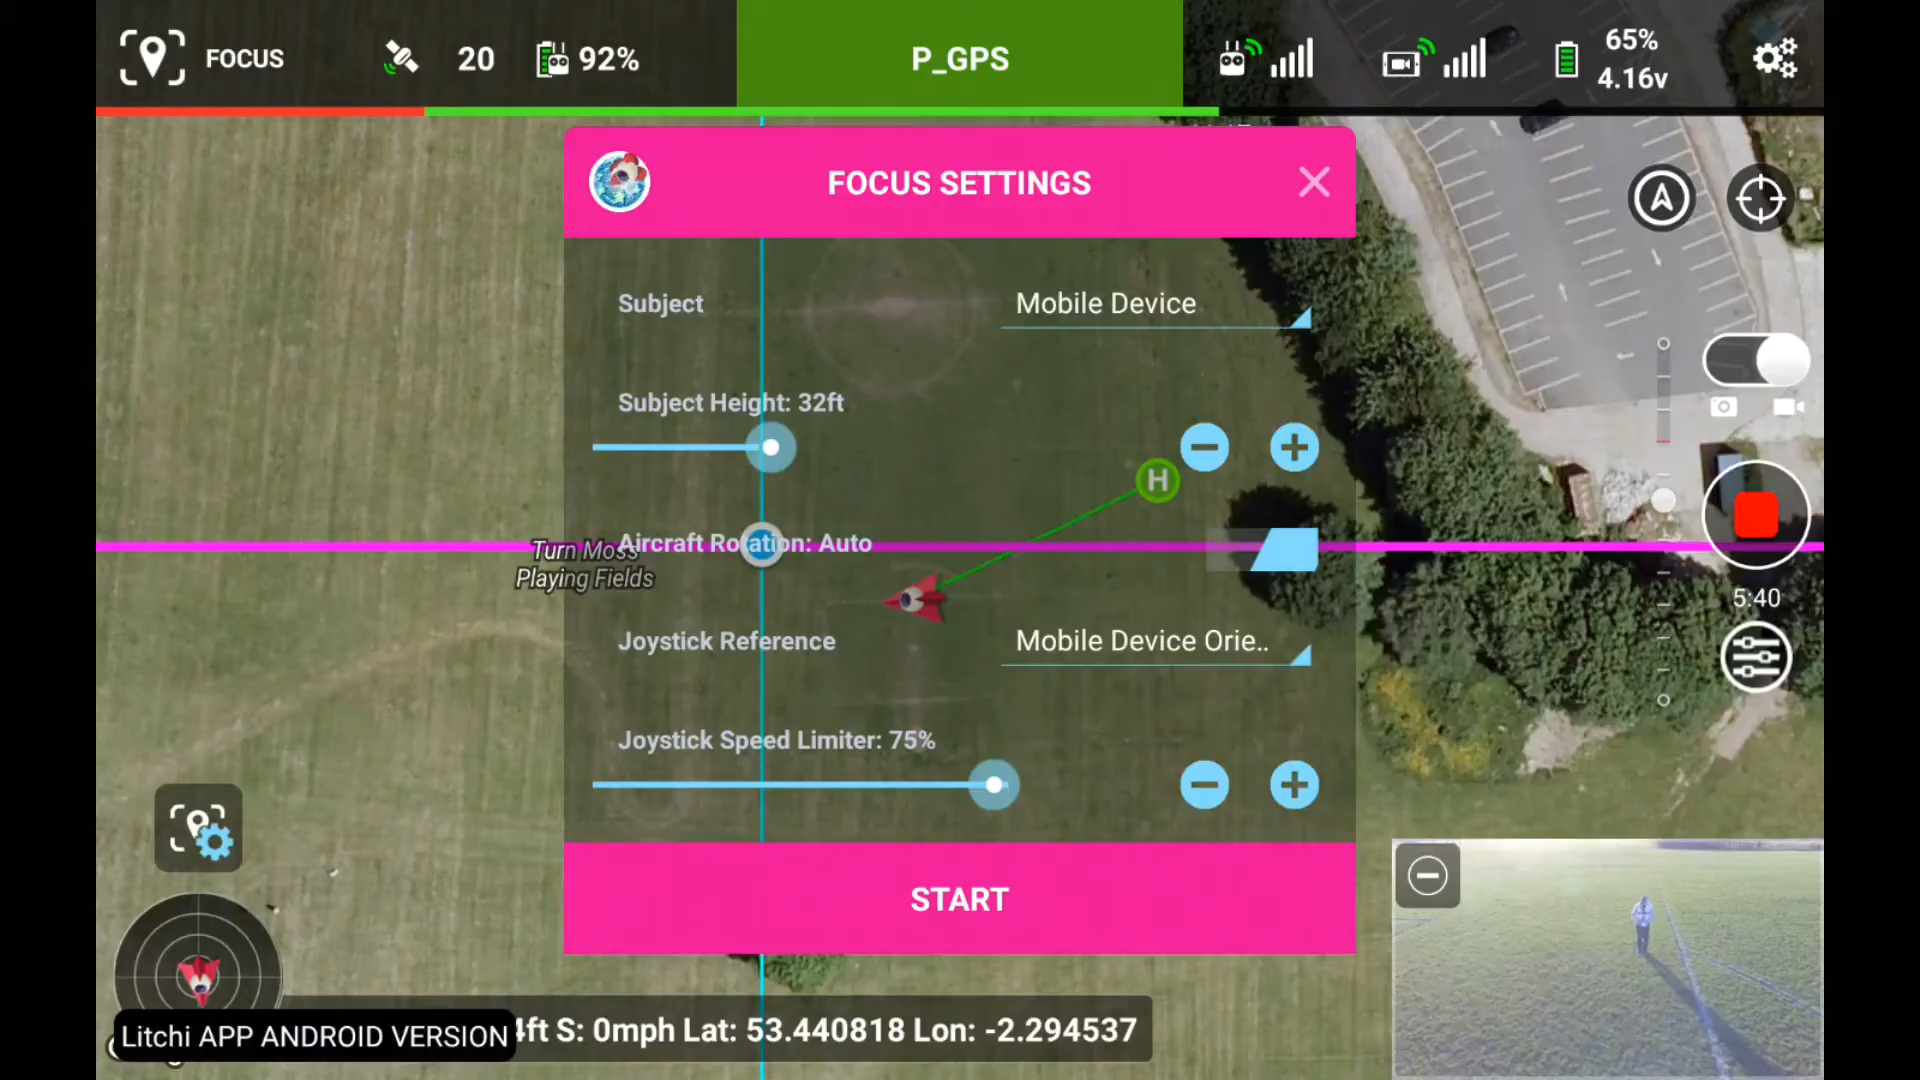 FOCUS
20
92%
P_GPS
65%
4.16v
FOCUS SETTINGS
Subject
Mobile Device
Subject Height: 32ft
H
Aircraft Rotation: Auto
Turn Moss
Playing Fields
5:40
Joystick Reference
Mobile Device Orie..
Joystick Speed Limiter: 75%
START
4ft S: 0mph Lat: 53.440818 Lon: -2.294537
Litchi APP ANDROID VERSION